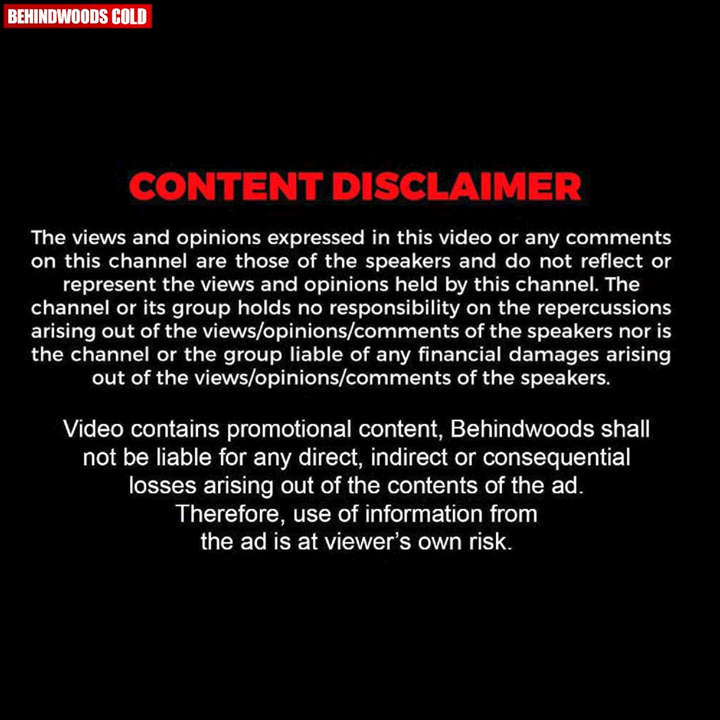 BEHINDWOODS COLD
CONTENT DISCLAIMER
The views and opinions expressed in this video or any comments
on this channel are those of the speakers and do not reflect or
represent the views and opinions held by this channel. The
channel or its group holds no responsibility on the repercussions
arising out of the views/opinions/comments of the speakers nor is
the channel or the group liable of any financial damages arising
out of the views/opinions/comments of the speakers.
Video contains promotional content, Behindwoods shall
not be liable for any direct, indirect or consequential
losses arising out of the contents of the ad.
Therefore, use of information from
the ad is at viewer’s own risk.